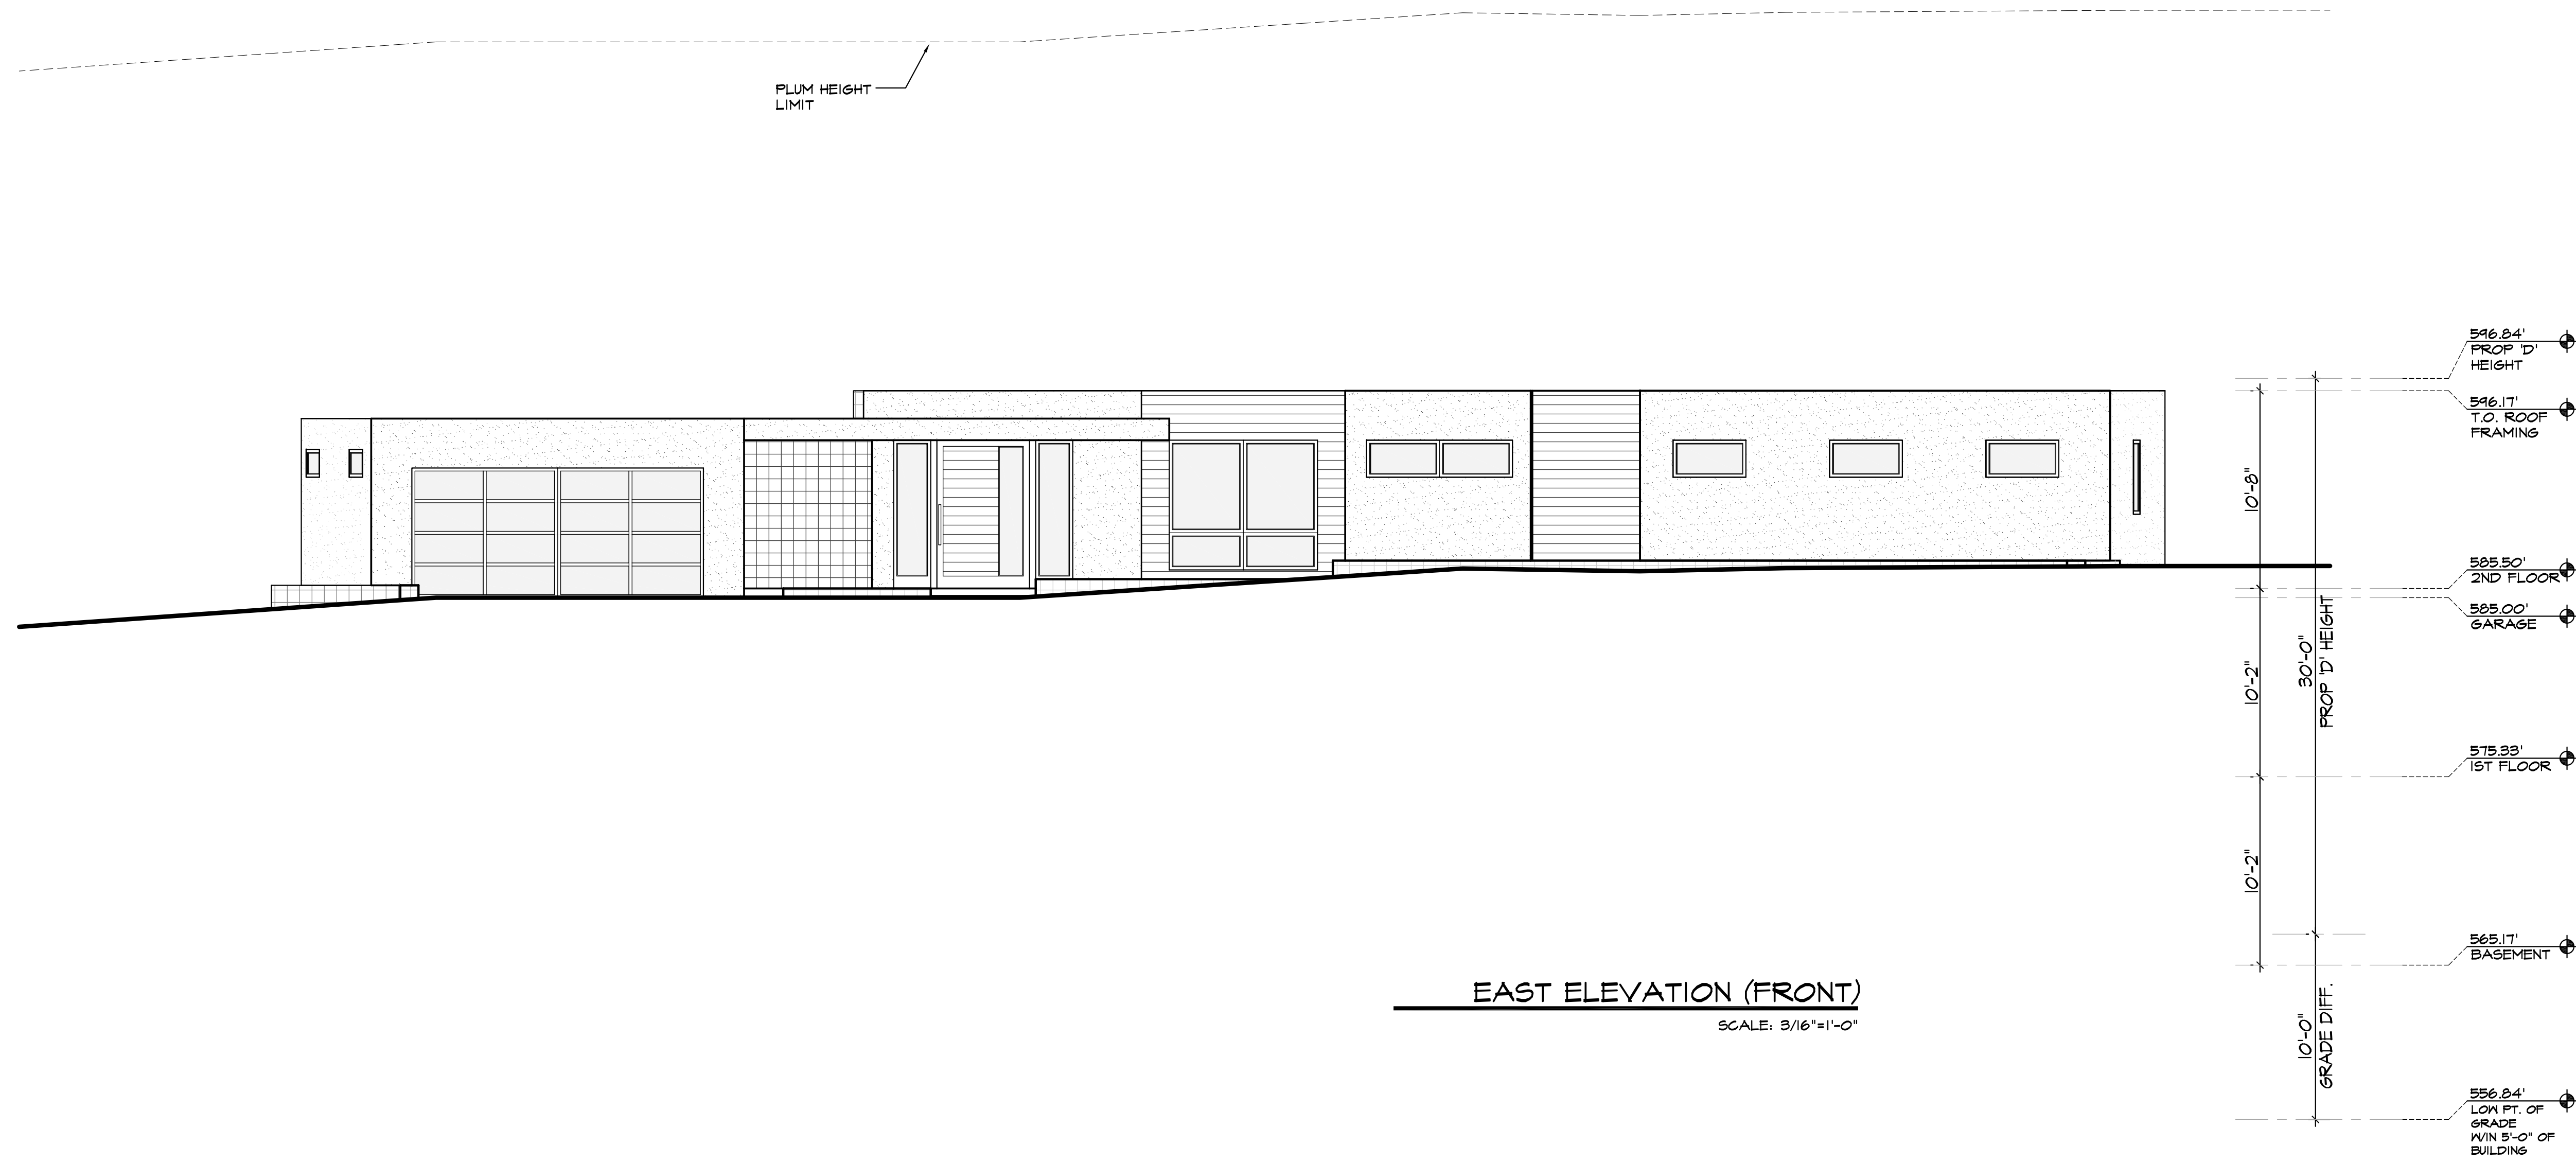 PLUM HEIGHT
LIMIT
596.84'
PROP 'D'
HEIGHT
596.17'
T.O. ROOF
FRAMING
10'-8"
585.50'
2ND FLOOR
585.00'
GARAGE
10'-2"
30'-0"
PROP 'D' HEIGHT
575.33'
1ST FLOOR
10'-2"
565.17'
BASEMENT
EAST ELEVATION (FRONT)
SCALE: 3/16"=1'-0"
10'-0"
GRADE DIFF.
556.84'
LOW PT. OF
GRADE
W/IN 5'-0" OF
BUILDING